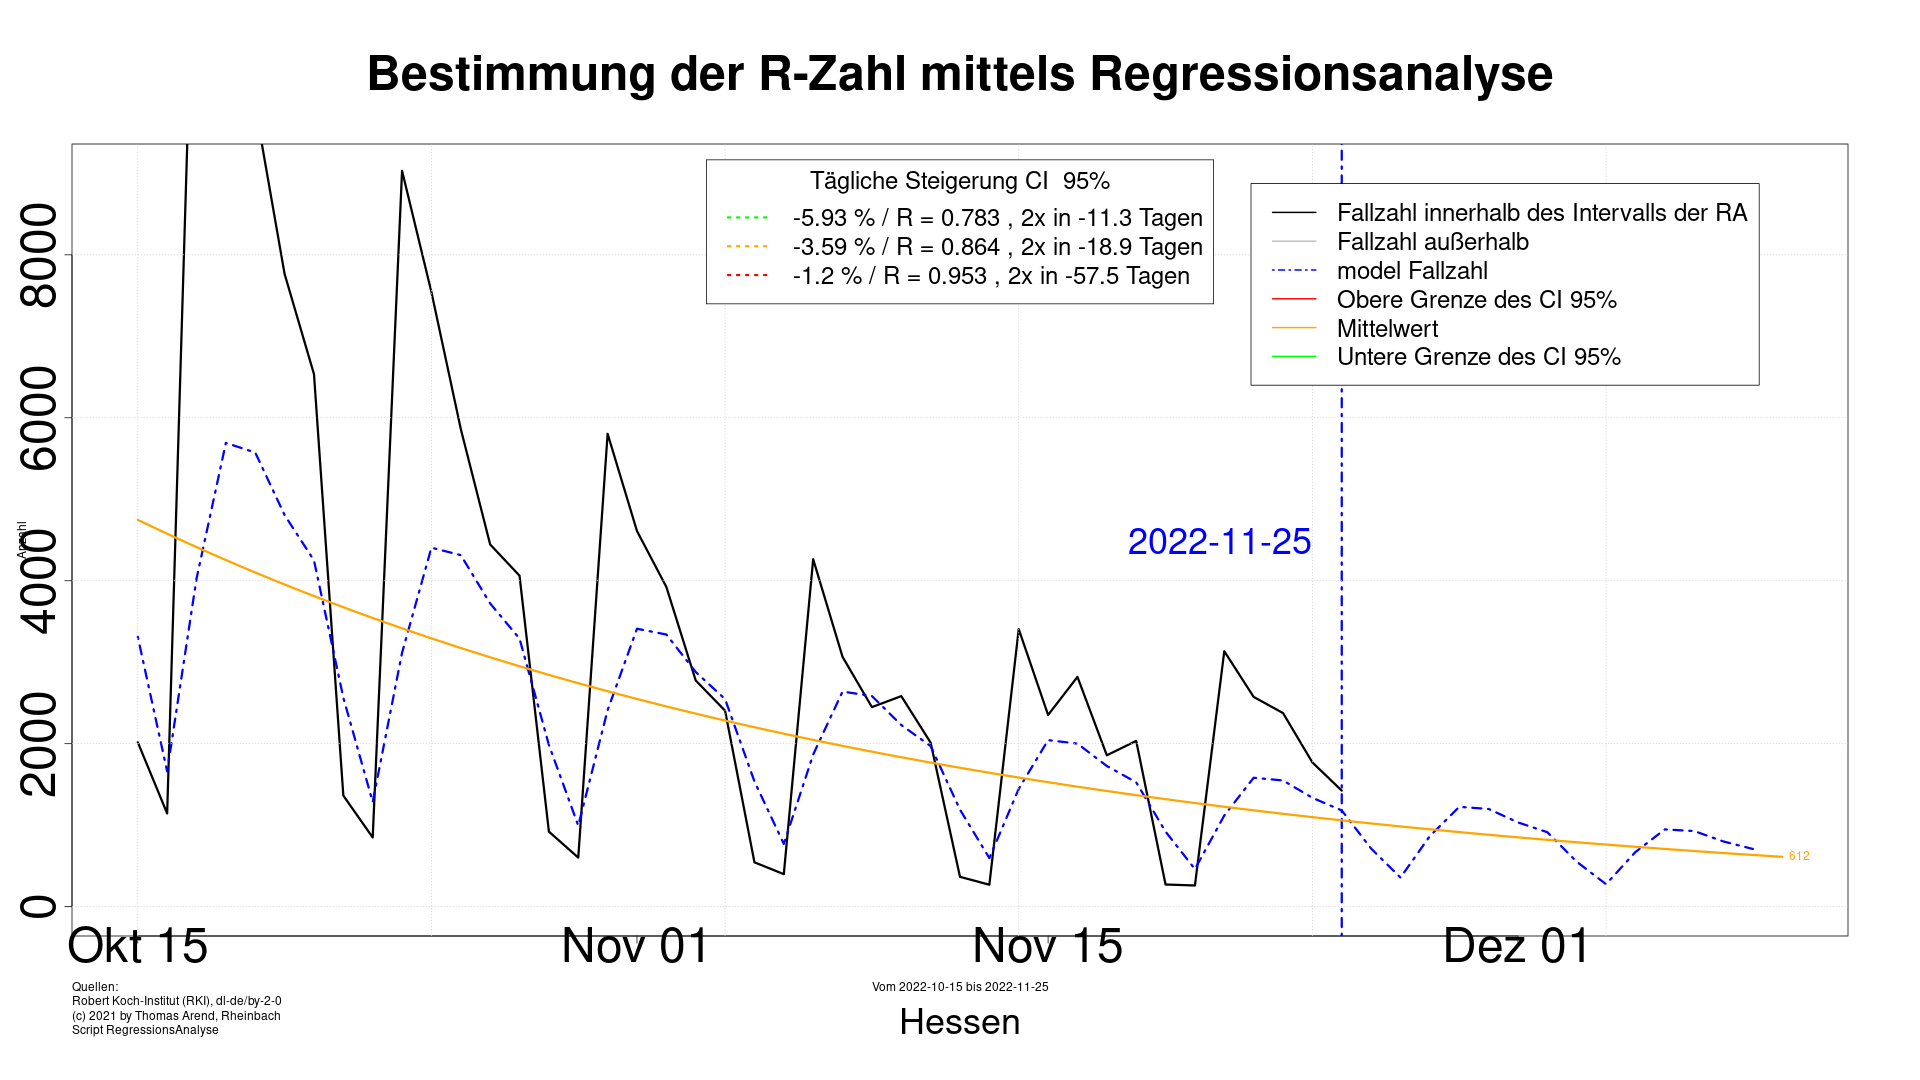 Bestimmung der R-Zahl mittels Regressionsanalyse
Tägliche Steigerung CI  95%
-5.93 % / R = 0.783 , 2x in -11.3 Tagen
-3.59 % / R = 0.864 , 2x in -18.9 Tagen
-1.2 % / R = 0.953 , 2x in -57.5 Tagen
Fallzahl innerhalb des Intervalls der RA
Fallzahl außerhalb
model Fallzahl
Obere Grenze des CI 95%
Mittelwert
Untere Grenze des CI 95%
8000
6000
4000
2000
0
Anzahl
2022-11-25
612
Okt 15
Nov 01
Nov 15
Dez 01
Quellen:
Robert Koch-Institut (RKI), dl-de/by-2-0
(c) 2021 by Thomas Arend, Rheinbach
Script RegressionsAnalyse
Vom 2022-10-15 bis 2022-11-25
Hessen